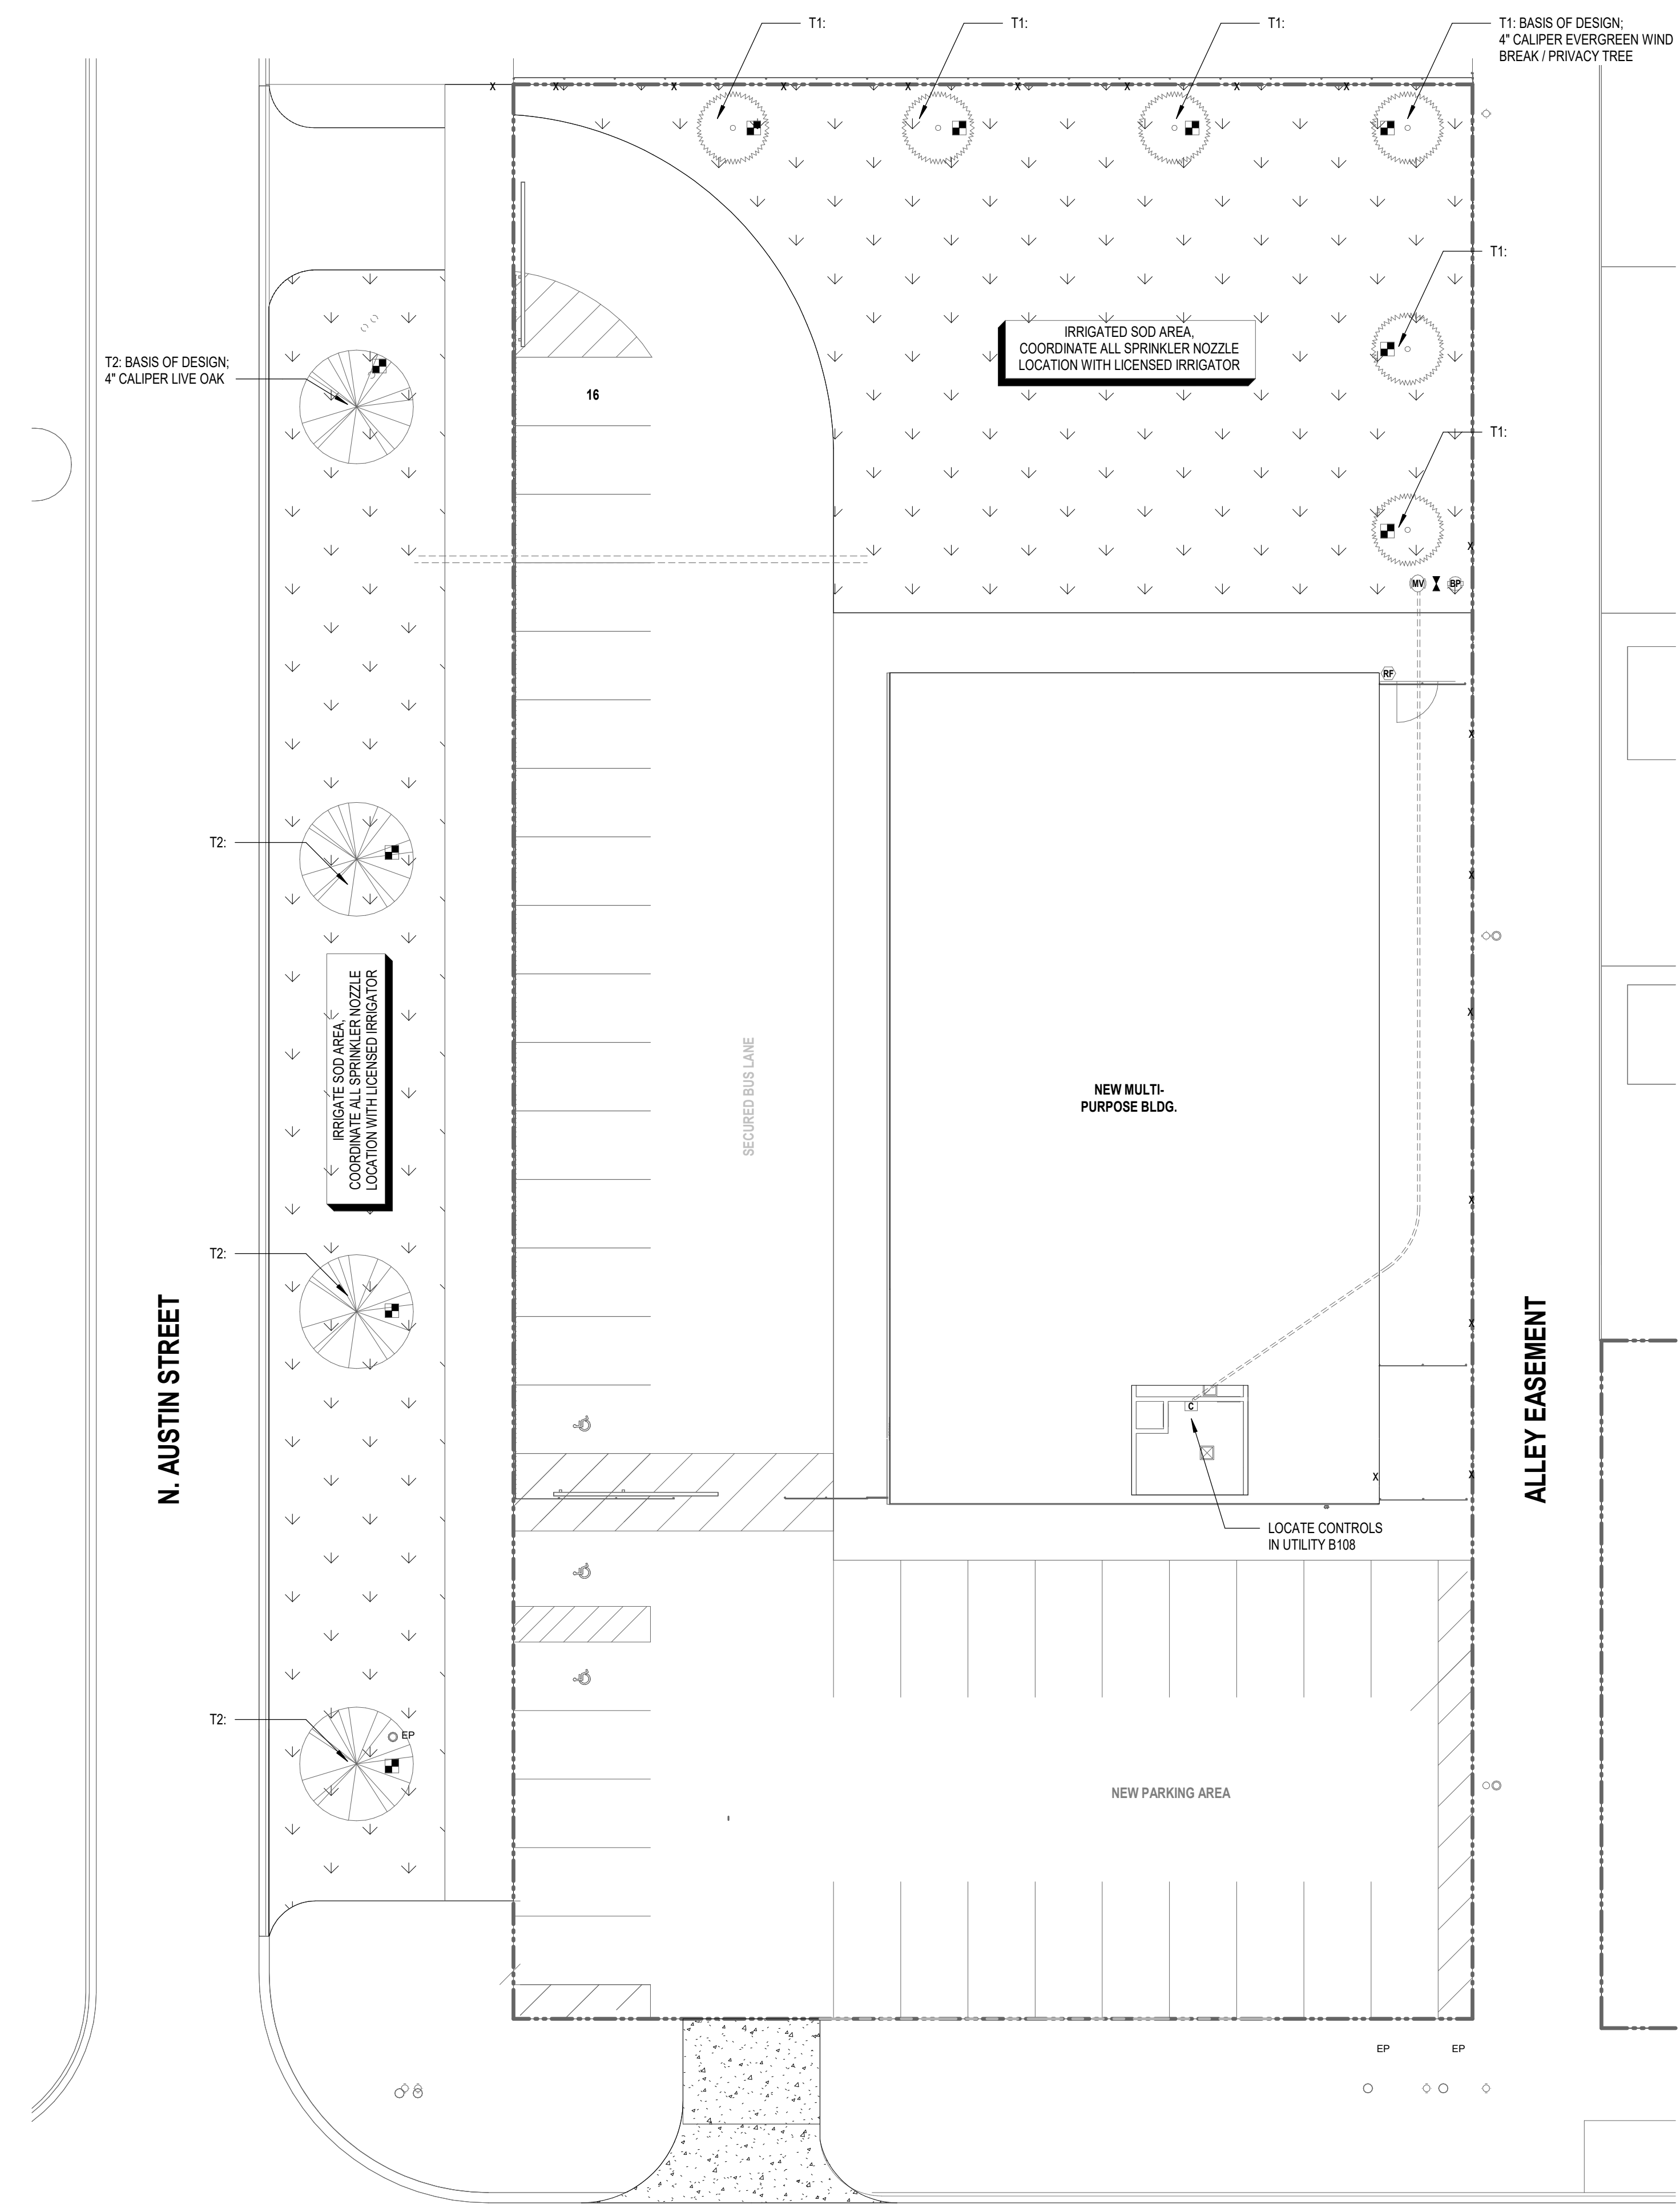 T1:
T1:
T1:
T1: BASIS OF DESIGN;
4" CALIPER EVERGREEN WIND
BREAK / PRIVACY TREE
X
X
X
X
X
X
X
X
X
T1:
IRRIGATED SOD AREA,
COORDINATE ALL SPRINKLER NOZZLE
LOCATION WITH LICENSED IRRIGATOR
T2: BASIS OF DESIGN;
4" CALIPER LIVE OAK
16
T1:
X
MV
BP
RF
X
T2:
X
IRRIGATE SOD AREA,
COORDINATE ALL SPRINKLER NOZZLE
LOCATION WITH LICENSED IRRIGATOR
X
SECURED BUS LANE
NEW MULTI-
PURPOSE BLDG.
X
T2:
X
N. AUSTIN STREET
ALLEY EASEMENT
C
X
X
LOCATE CONTROLS
IN UTILITY B108
T2:
EP
NEW PARKING AREA
EP
EP